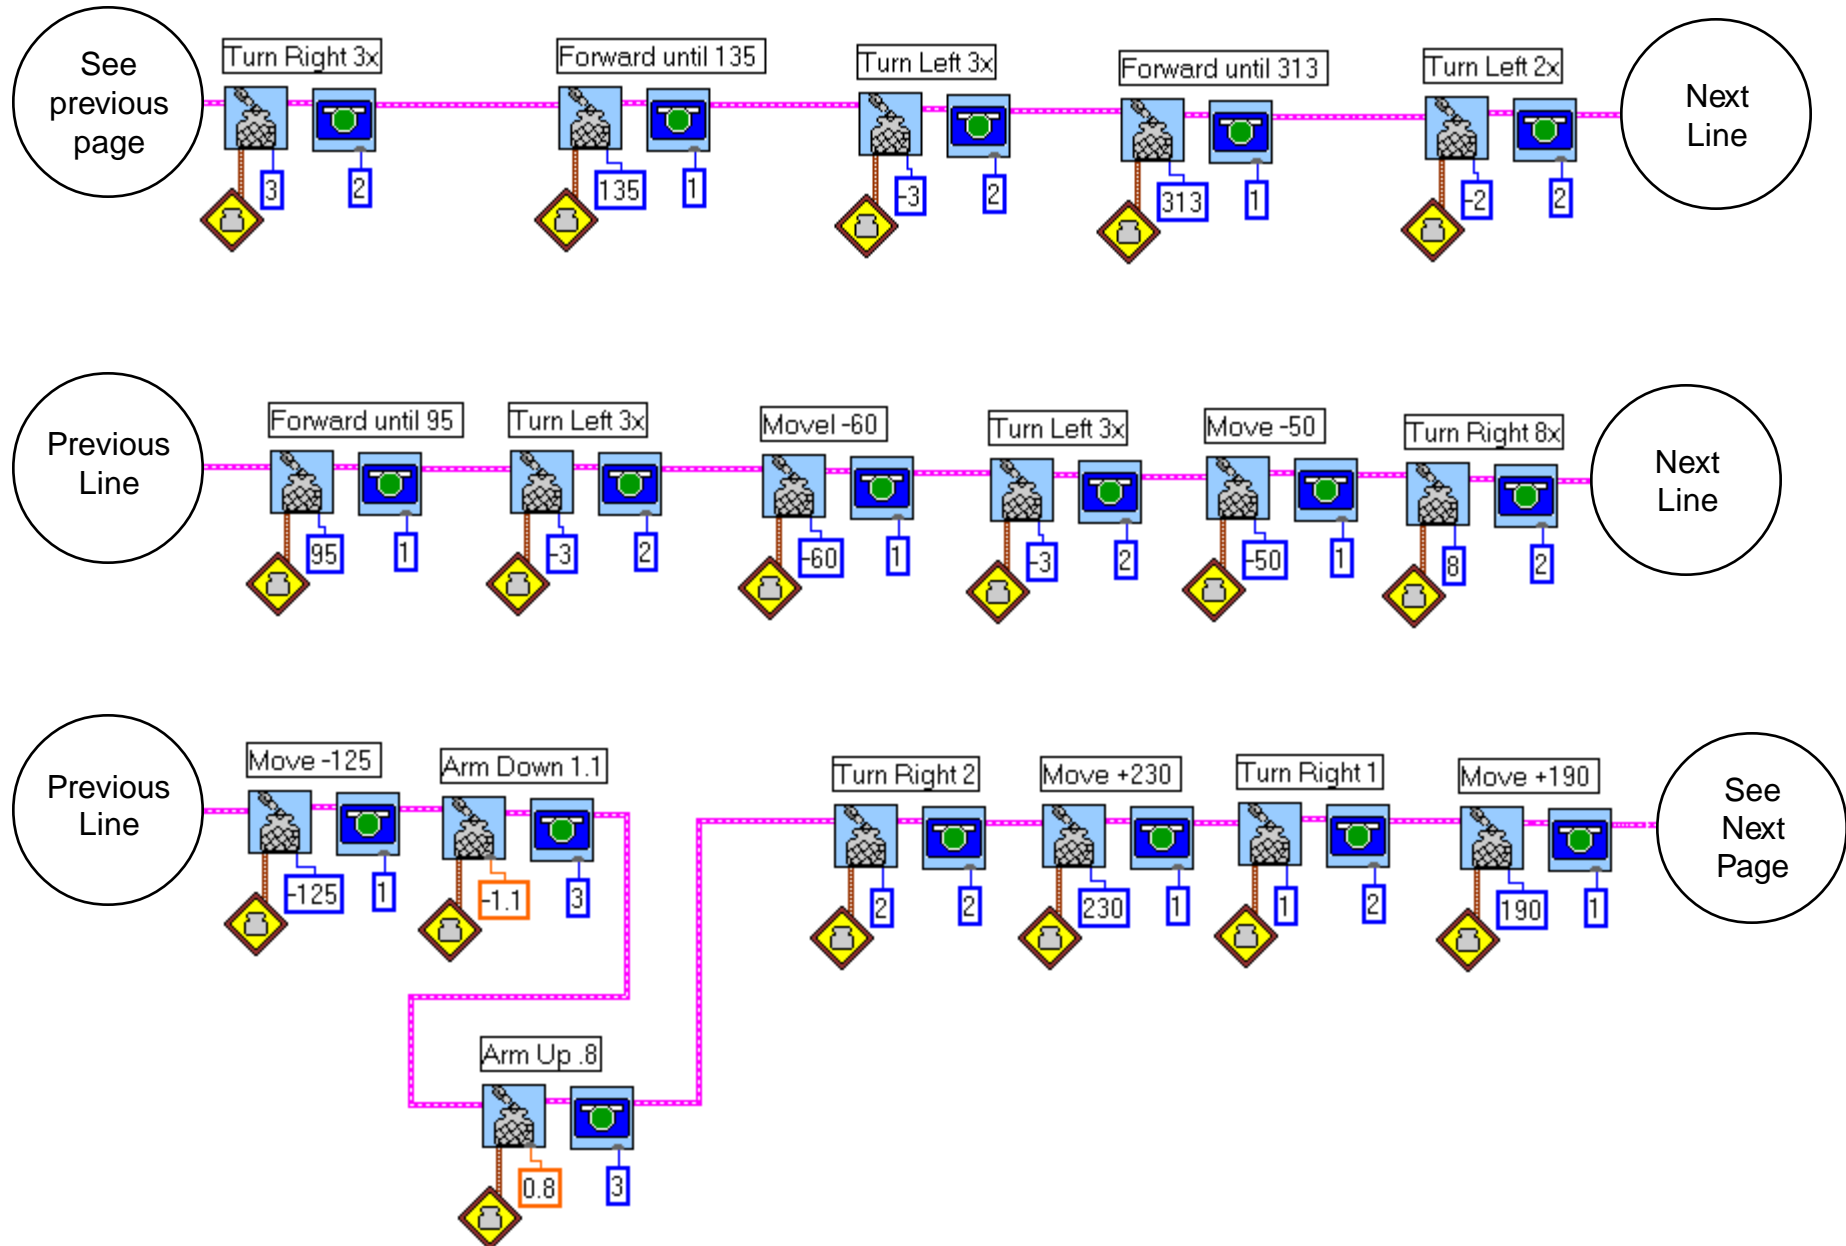 See
previous
page
Turn Right 3x
Forward until 135
Turn Left 3x
Forward until 313
Turn Left 2x
Next
Line
3
2
135
1
-3
2
313
1
-2
2
Previous
Line
Forward until 95
Turn Left 3x
Movel -60
Turn Left 3x
Move -50
Turn Right 8x
Next
Line
95
1
-3
2
-60
1
-3
2
-50
1
8
2
Previous
Line
Move -125
Arm Down 1.1
Turn Right 2
Move +230
Turn Right 1
Move +190
See
Next
Page
-125
1
-1.1
3
2
2
230
1
1
2
190
1
Arm Up .8
0.8
3